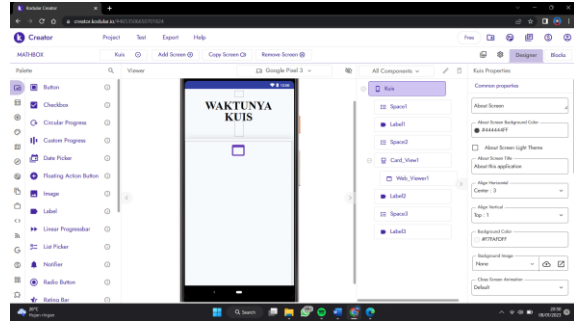 Kodular Creator
creator.kodular.io
Creator
Project
Test
Export
Help
Free
MATHBOX
Kuis
Add Screen
Copy Screen
Remove Screen
Designer
Blocks
Palette
Viewer
Google Pixel 3
All Components
Kuis Properties
Button
Checkbox
Circular Progress
Custom Progress
Date Picker
Floating Action Button
Image
Label
Linear Progressbar
List Picker
Notifier
Radio Button
Rating Bar
WAKTUNYA
KUIS
Kuis
Space1
Label1
Space2
Card_View1
Web_Viewer1
Label2
Space3
Label3
Common properties
About Screen
About Screen Background Color
About Screen Light Theme
About Screen Title
About this application
Align Horizontal
Center : 3
Align Vertical
Top : 1
Background Color
Background Image
None
Close Screen Animation
Default
Search